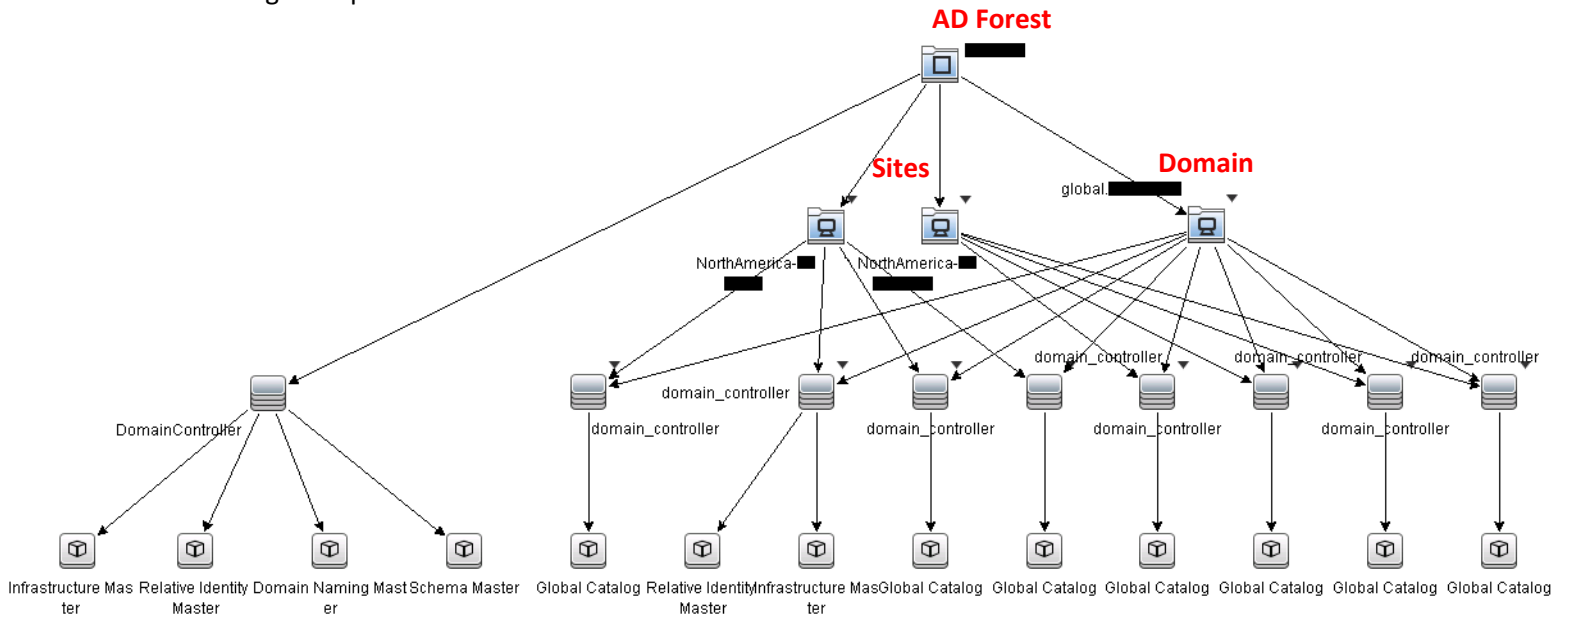 AD Forest
Sites
Domain
global.
NorthAmerica-
NorthAmerica-
domain_controller
domain_controller
domain_controller
domain_controller
DomainController
domain_controller
domain_controller
domain_controller
domain_controller
Infrastructure Mas
ter
Relative Identity
Master
Domain Naming Mast
er
Schema Master
Global Catalog
Relative Identity
Master
Infrastructure Mas
ter
Global Catalog
Global Catalog
Global Catalog
Global Catalog
Global Catalog
Global Catalog